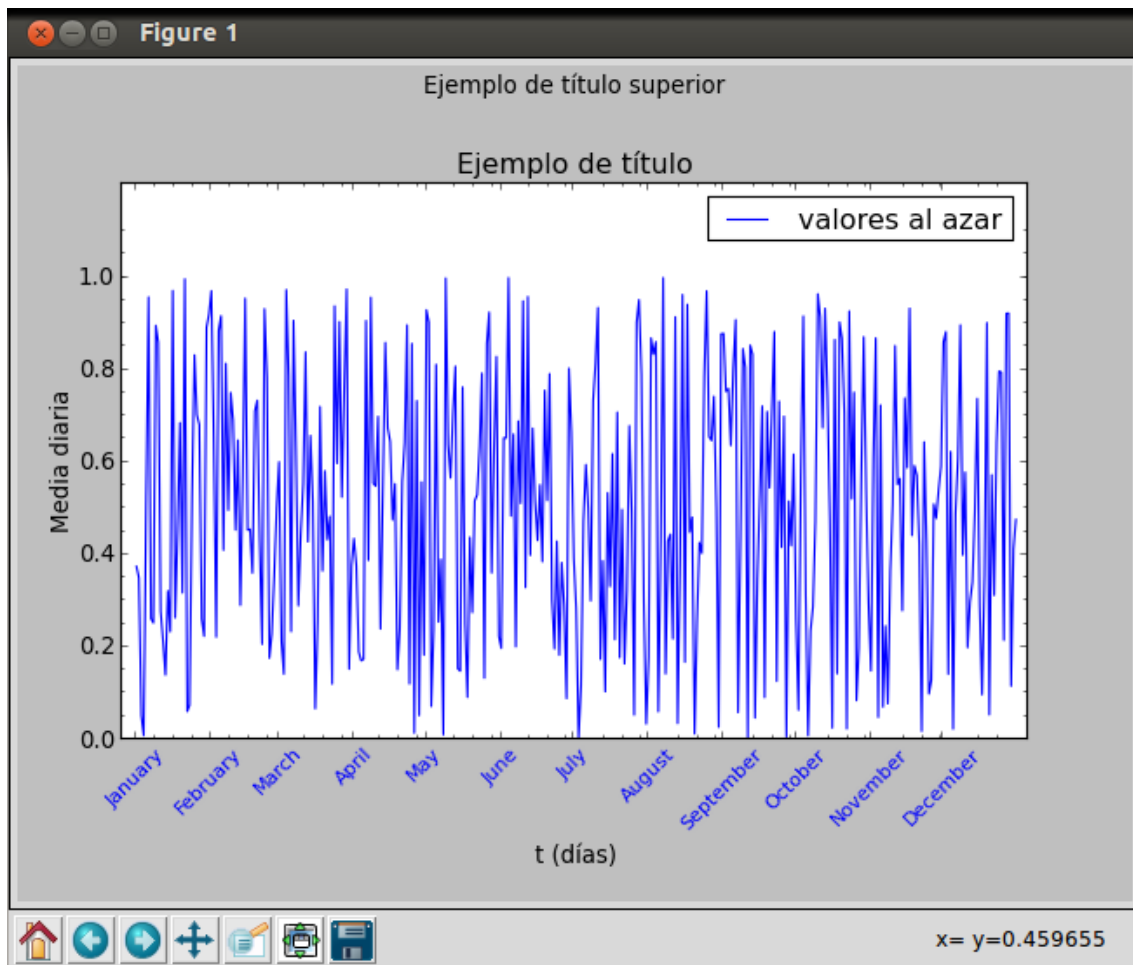 Figure 1
Ejemplo de título superior
Ejemplo de título
valores al azar
Media diaria
1.0
0.8
0.6
0.4
0.2
0.0
January
February
March
April
May
June
July
August
September
October
November
December
t (días)
x= y=0.459655